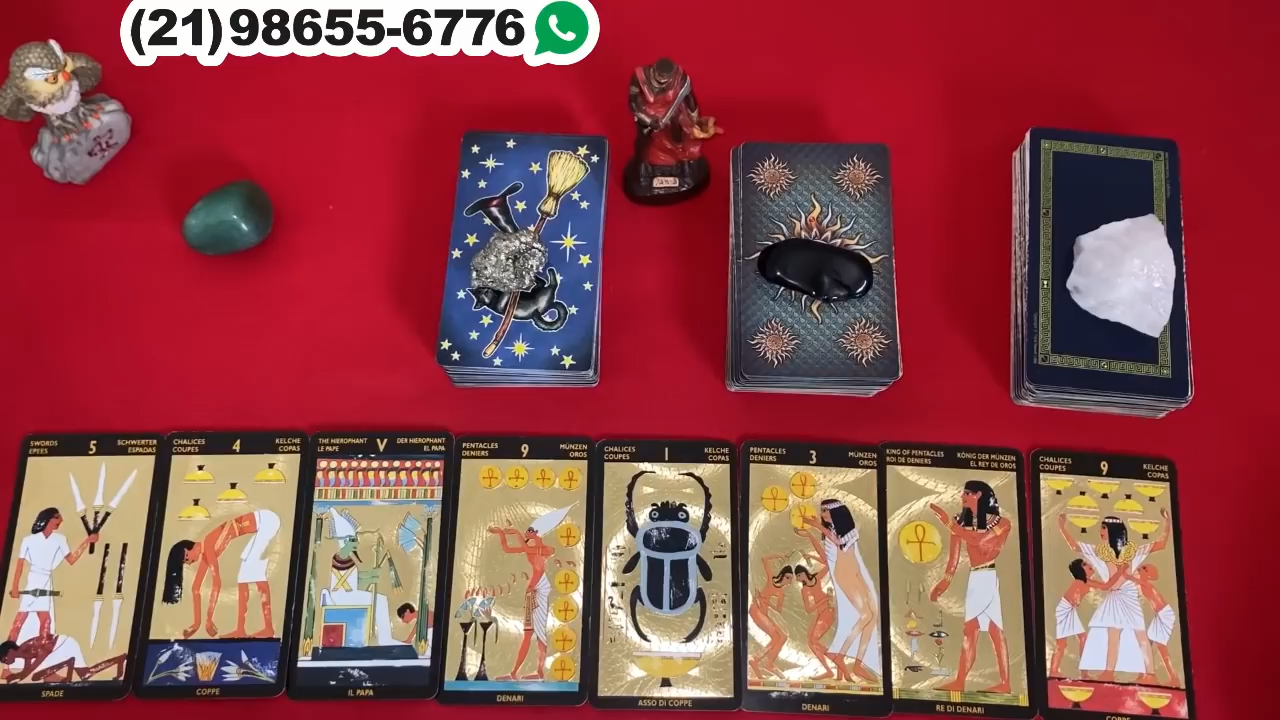 (21)98655-6776
SWORDS
EPEES
5
SCHWERTER
ESPADAS
SPADE
CHALICES
COUPES
4
KELCHE
COPAS
COPPE
THE HIEROPHANT
LE PAPE
V
DER HIEROPHANT
EL PAPA
IL PAPA
PENTACLES
DENIERS
9
MÜNZEN
OROS
DENARI
CHALICES
COUPES
1
KELCHE
COPAS
ASSO DI COPPE
PENTACLES
DENIERS
3
MÜNZEN
OROS
DENARI
KING OF PENTACLES
ROI DE DENIERS
KÖNIG DER MÜNZEN
EL REY DE OROS
RE DI DENARI
CHALICES
COUPES
9
KELCHE
COPAS
COPPE